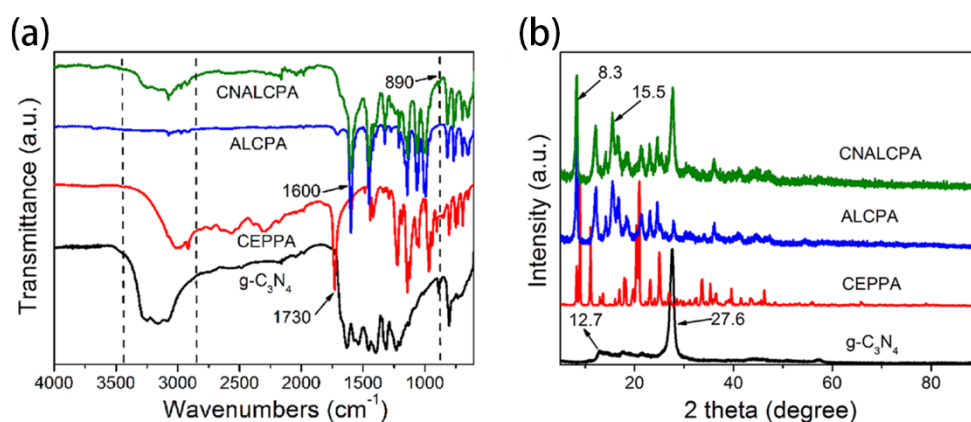 (a)
Transmittance (a.u.)
890
CNALCPA
ALCPA
1600
CEPPA
g-C₃N₄
1730
4000 3500 3000 2500 2000 1500 1000
Wavenumbers (cm⁻¹)
(b)
Intensity (a.u.)
8.3
15.5
CNALCPA
ALCPA
CEPPA
12.7
27.6
g-C₃N₄
20 40 60 80
2 theta (degree)